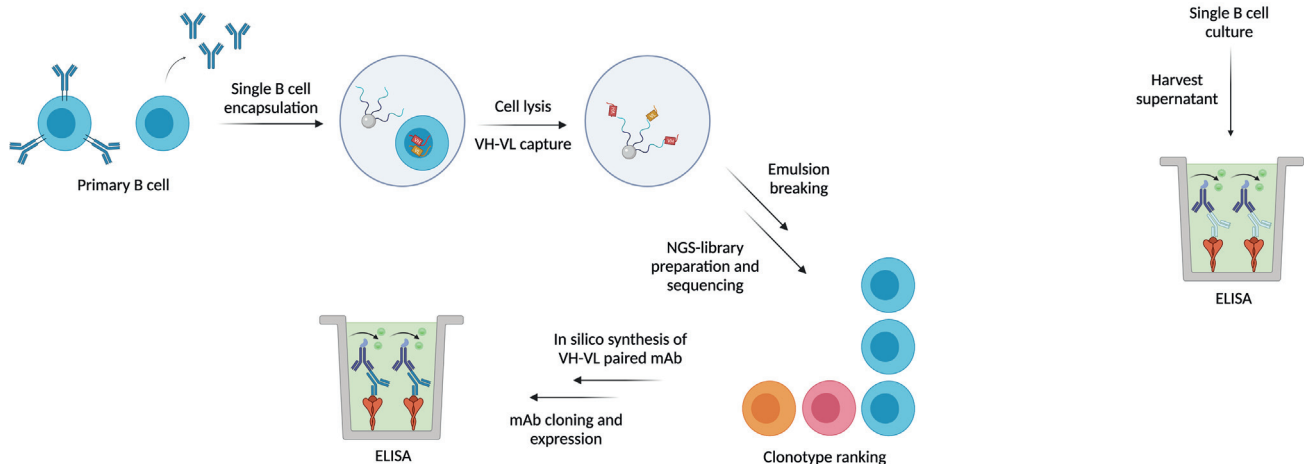 Primary B cell
Single B cell
encapsulation
Cell lysis
VH-VL capture
Emulsion
breaking
NGS-library
preparation and
sequencing
Clonotype ranking
In silico synthesis of
VH-VL paired mAb
mAb cloning and
expression
ELISA
Single B cell
culture
Harvest
supernatant
ELISA